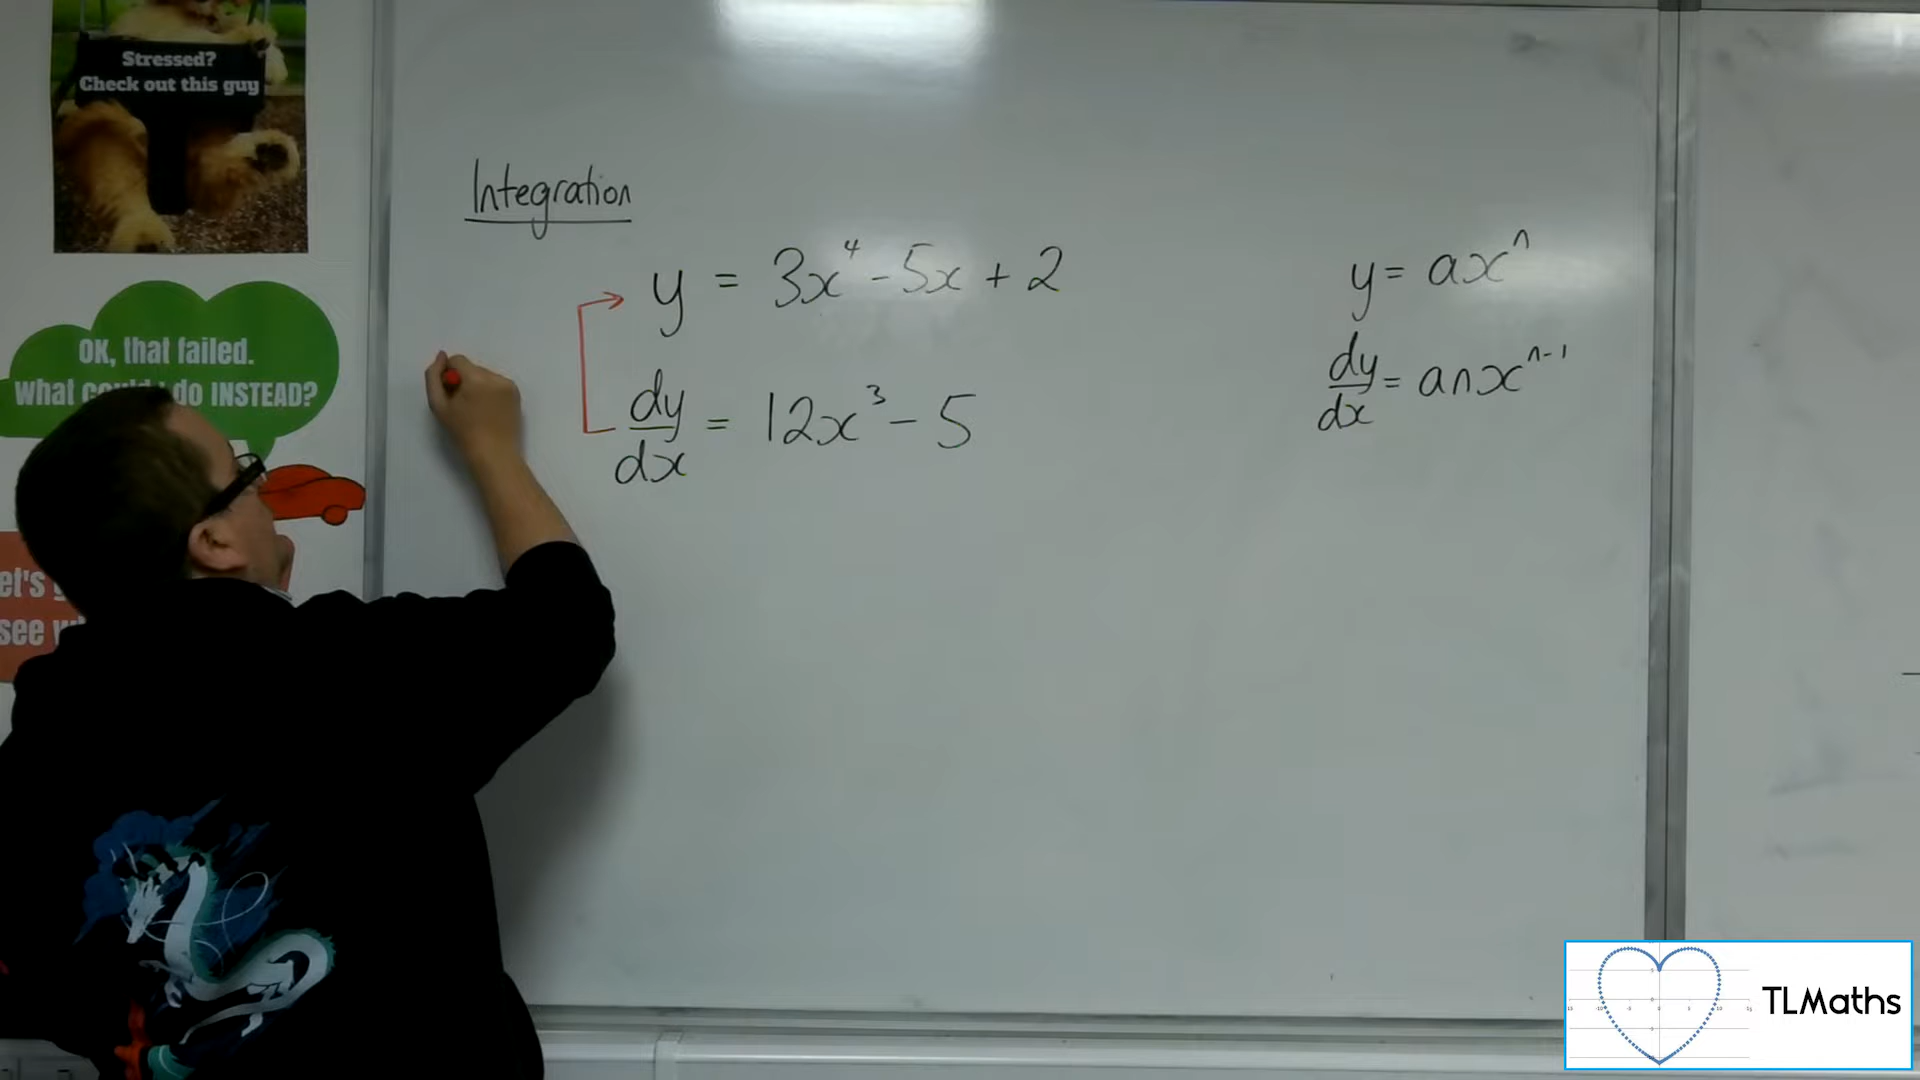 Stressed?
Check out this guy
Integration
y = 3x⁴ - 5x + 2
dy/dx = 12x³ - 5
y = axⁿ
dy/dx = anxⁿ⁻¹
OK, that failed.
What do INSTEAD?
see
TLMaths